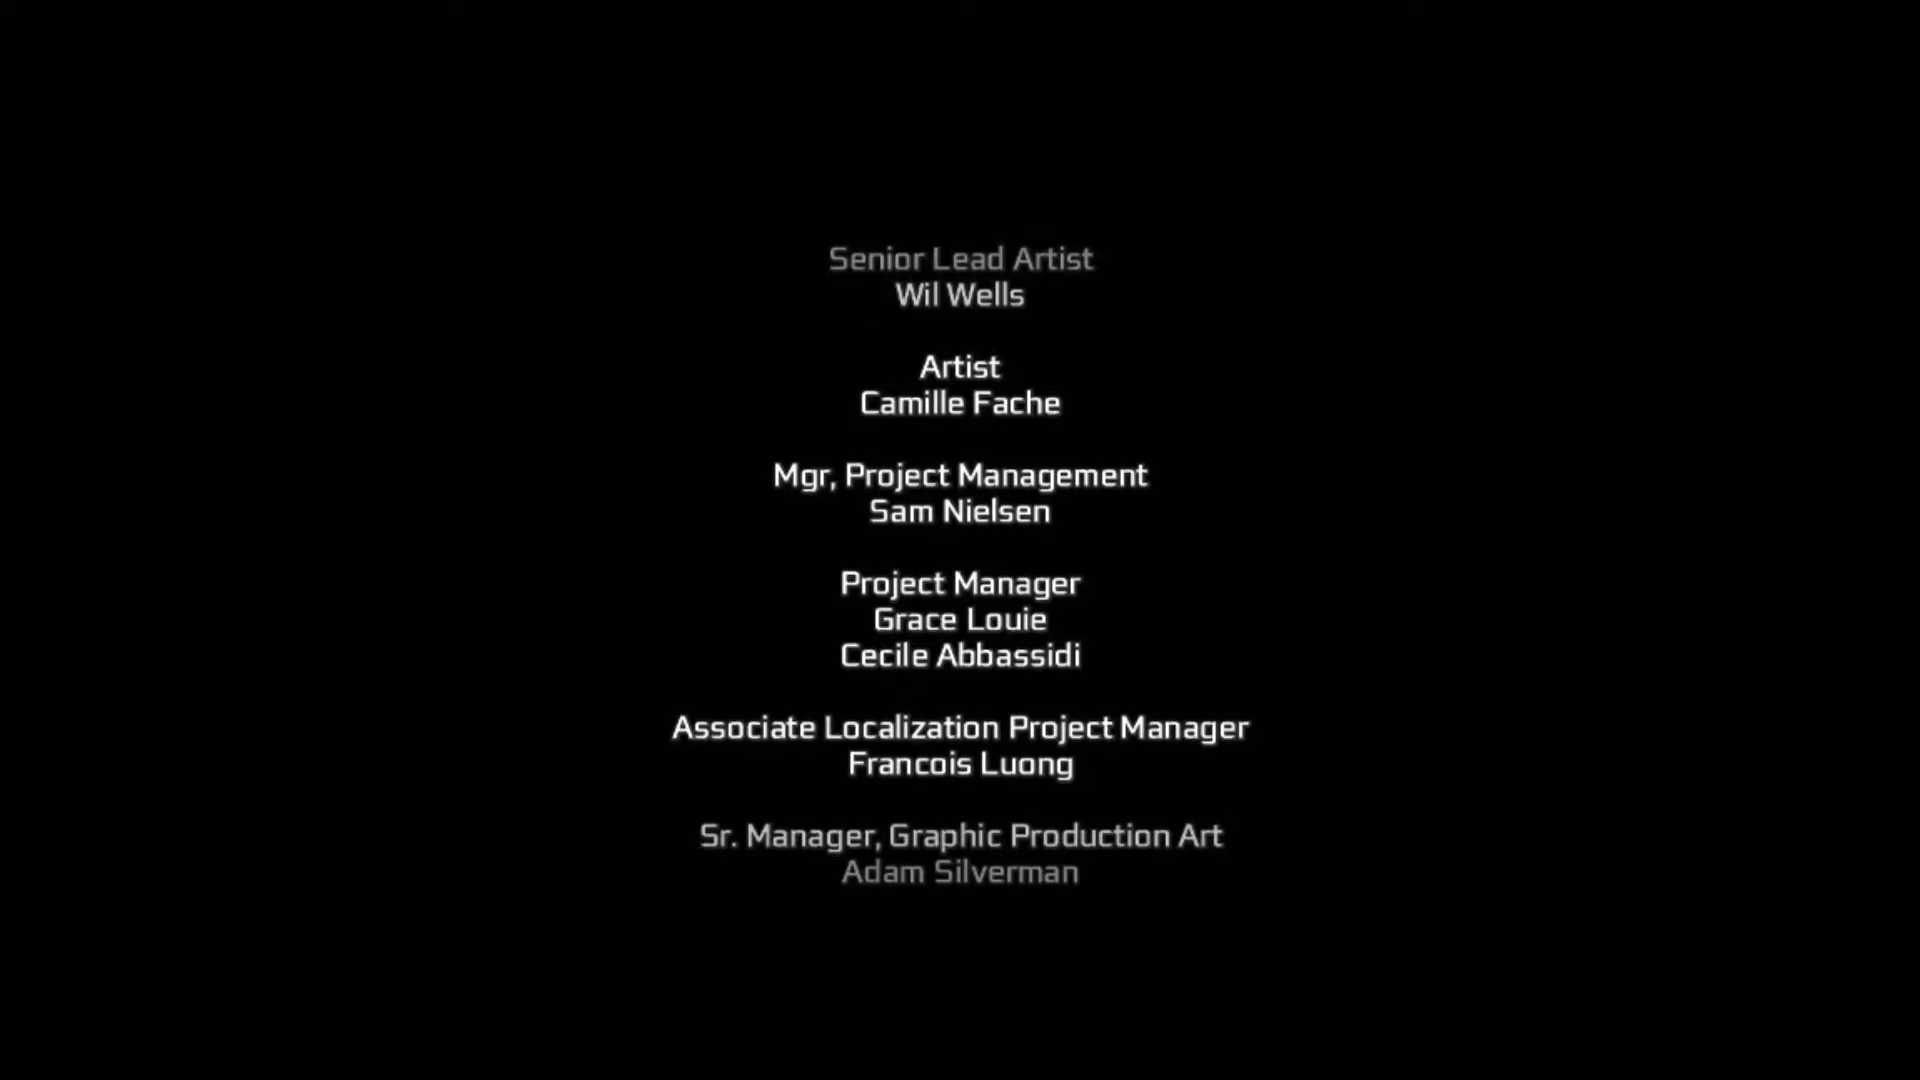 Senior Lead Artist
Wil Wells
Artist
Camille Fache
Mgr, Project Management
Sam Nielsen
Project Manager
Grace Louie
Cecile Abbassidi
Associate Localization Project Manager
Francois Luong
Sr. Manager, Graphic Production Art
Adam Silverman